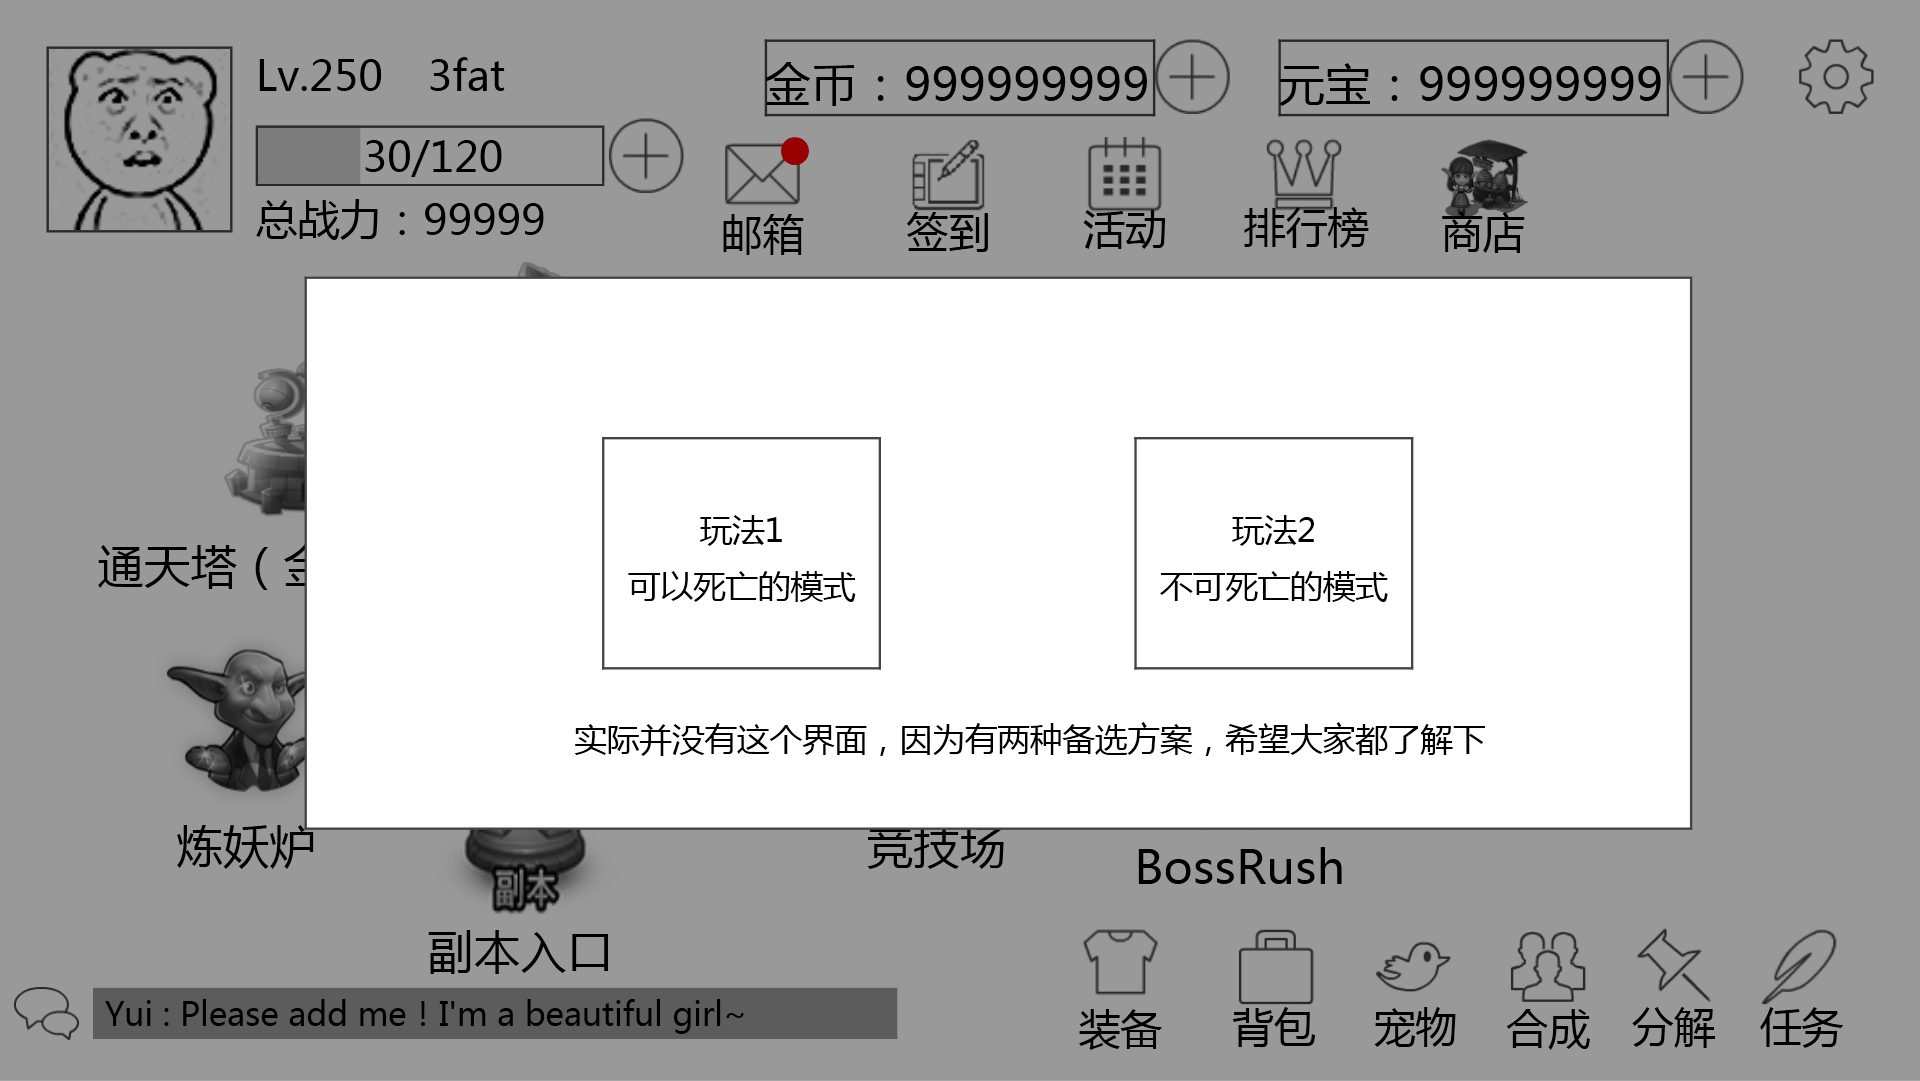 Lv.250 3fat
金币：999999999
元宝：999999999
30/120
总战力：99999
邮箱
签到
活动
排行榜
商店
玩法1
可以死亡的模式
玩法2
不可死亡的模式
实际并没有这个界面，因为有两种备选方案，希望大家都了解下
通天塔（金
炼妖炉
竞技场
BossRush
副本
副本入口
Yui : Please add me ! I'm a beautiful girl~
装备
背包
宠物
合成
分解
任务